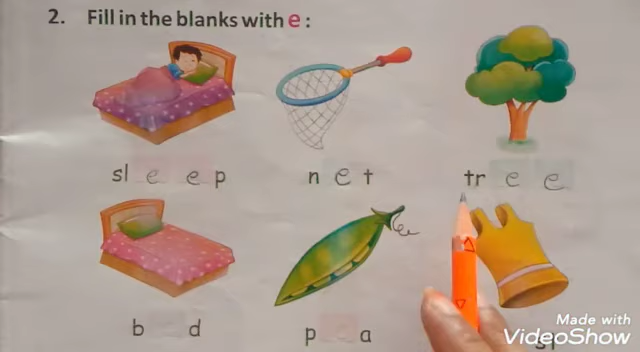 2. Fill in the blanks with e :
sl e e p n e t tr e e
b d p a
Made with
VideoShow